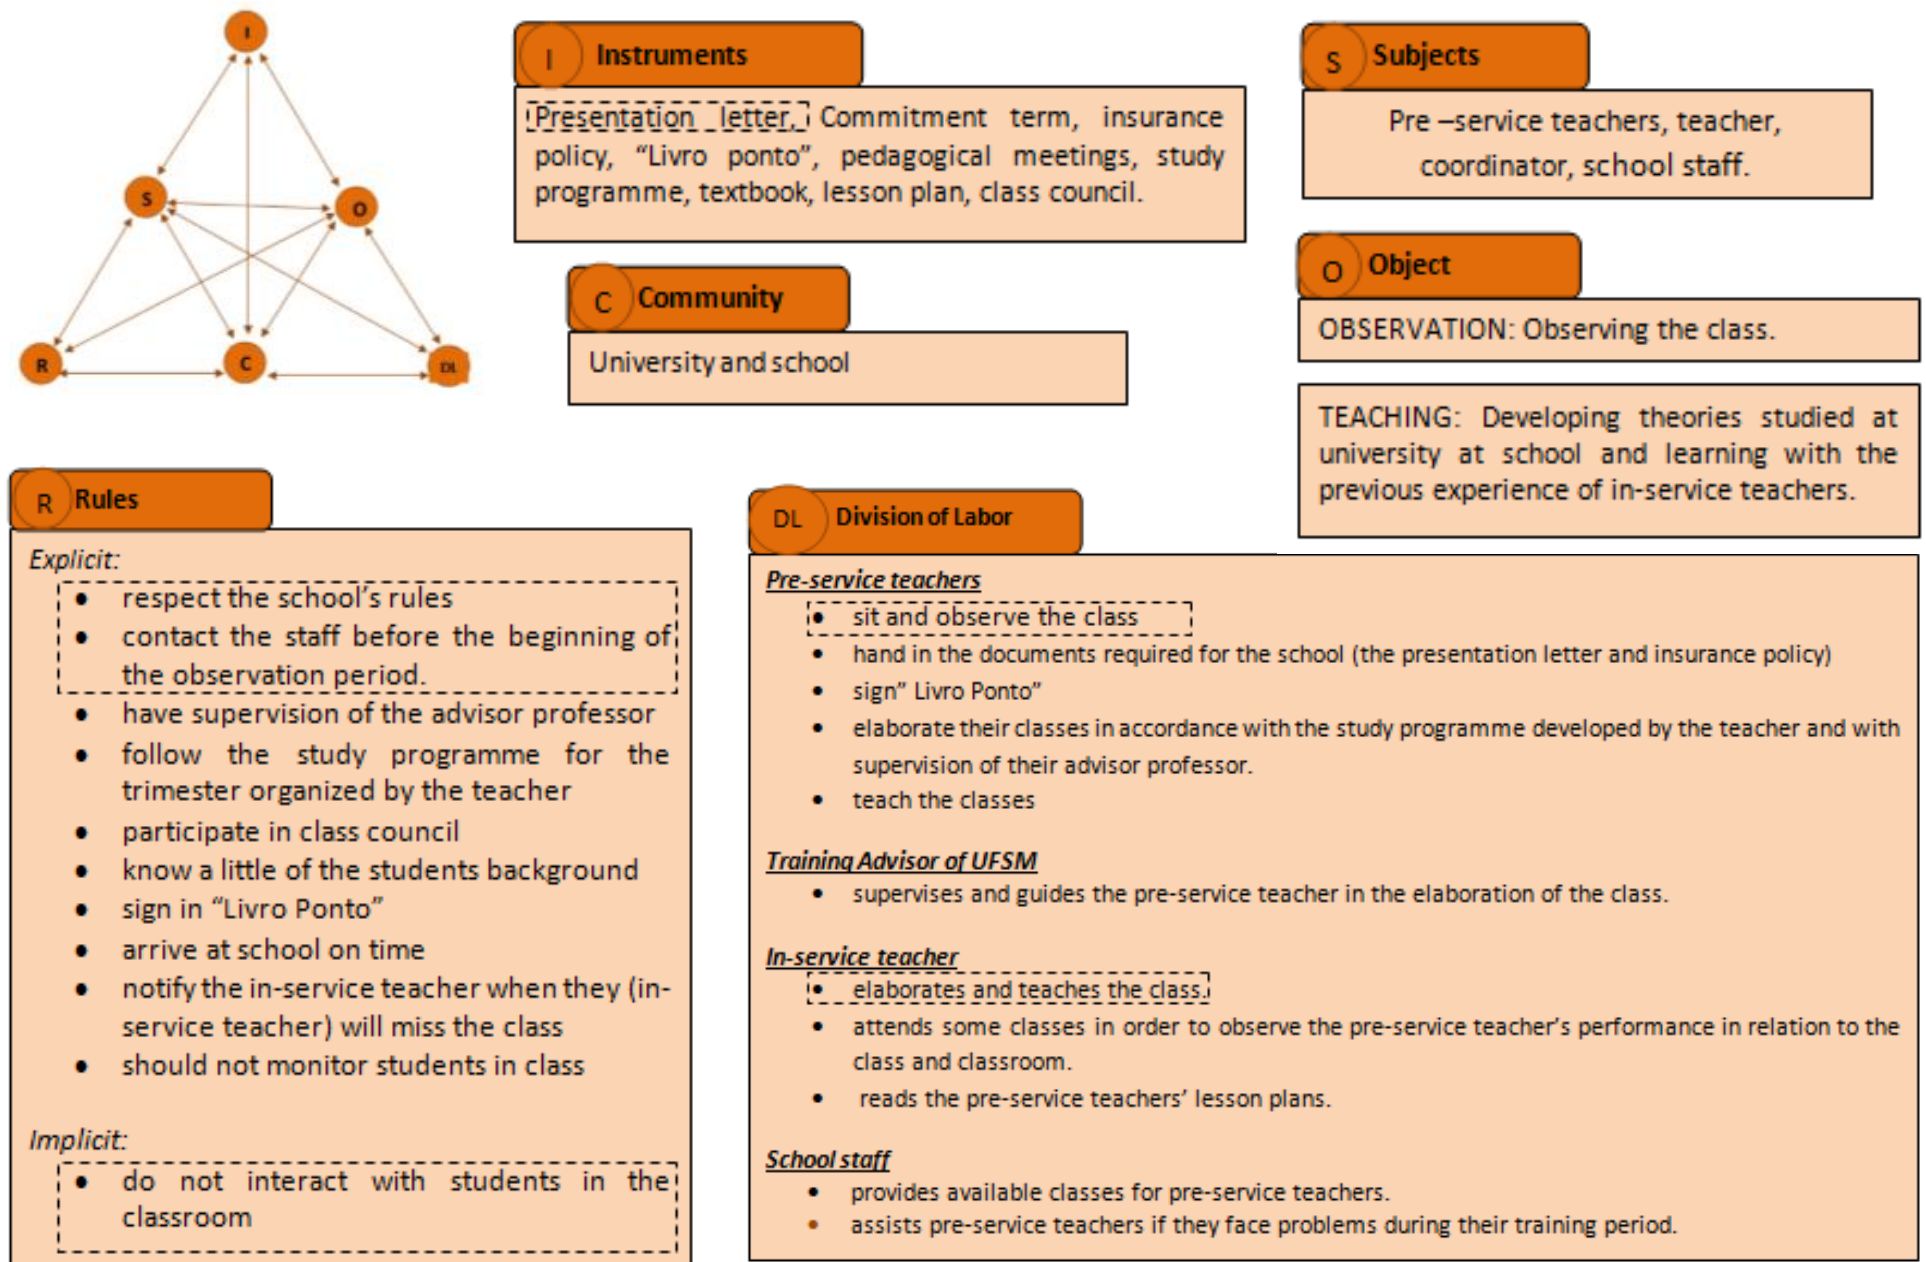 I
S
O
R
C
DL
I Instruments
Presentation letter, Commitment term, insurance
policy, “Livro ponto”, pedagogical meetings, study
programme, textbook, lesson plan, class council.
S Subjects
Pre –service teachers, teacher,
coordinator, school staff.
C Community
University and school
O Object
OBSERVATION: Observing the class.
TEACHING: Developing theories studied at
university at school and learning with the
previous experience of in-service teachers.
R Rules
Explicit:
• respect the school’s rules
• contact the staff before the beginning of
the observation period.
• have supervision of the advisor professor
• follow the study programme for the
trimester organized by the teacher
• participate in class council
• know a little of the students background
• sign in “Livro Ponto”
• arrive at school on time
• notify the in-service teacher when they (in-
service teacher) will miss the class
• should not monitor students in class
Implicit:
• do not interact with students in the
classroom
DL Division of Labor
Pre-service teachers
• sit and observe the class
• hand in the documents required for the school (the presentation letter and insurance policy)
• sign” Livro Ponto”
• elaborate their classes in accordance with the study programme developed by the teacher and with
supervision of their advisor professor.
• teach the classes
Training Advisor of UFSM
• supervises and guides the pre-service teacher in the elaboration of the class.
In-service teacher
• elaborates and teaches the class.
• attends some classes in order to observe the pre-service teacher’s performance in relation to the
class and classroom.
• reads the pre-service teachers’ lesson plans.
School staff
• provides available classes for pre-service teachers.
• assists pre-service teachers if they face problems during their training period.